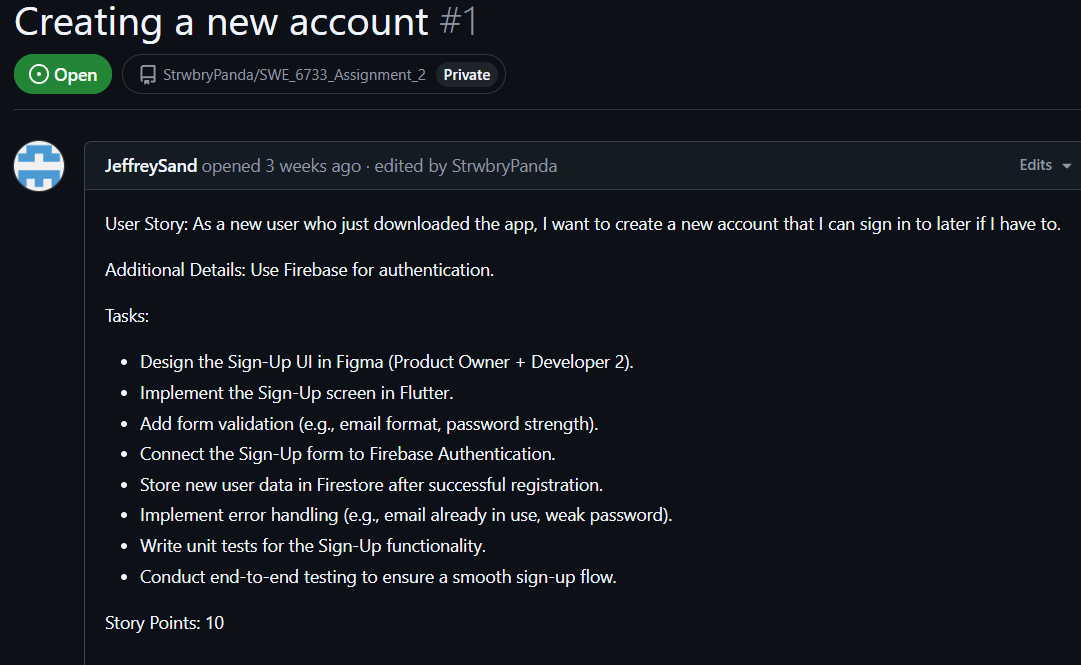 Creating a new account #1
Open StrwbryPanda/SWE_6733_Assignment_2 Private
JeffreySand opened 3 weeks ago · edited by StrwbryPanda Edits
User Story: As a new user who just downloaded the app, I want to create a new account that I can sign in to later if I have to.
Additional Details: Use Firebase for authentication.
Tasks:
• Design the Sign-Up UI in Figma (Product Owner + Developer 2).
• Implement the Sign-Up screen in Flutter.
• Add form validation (e.g., email format, password strength).
• Connect the Sign-Up form to Firebase Authentication.
• Store new user data in Firestore after successful registration.
• Implement error handling (e.g., email already in use, weak password).
• Write unit tests for the Sign-Up functionality.
• Conduct end-to-end testing to ensure a smooth sign-up flow.
Story Points: 10